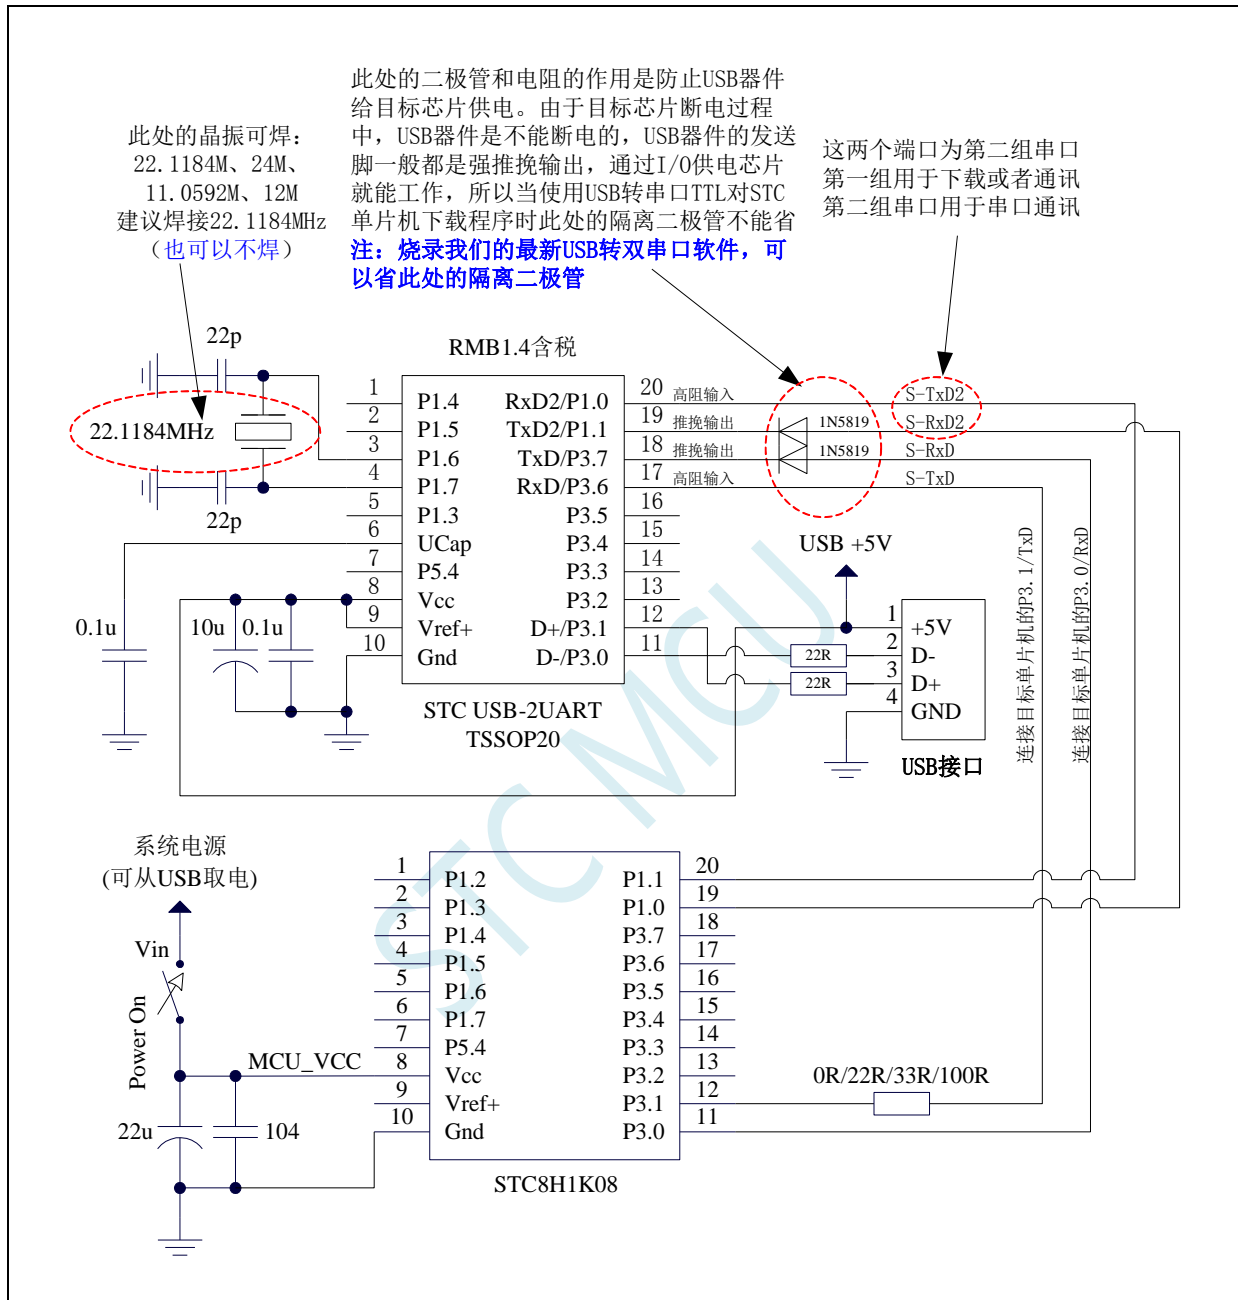 此处的二极管和电阻的作用是防止USB器件
给目标芯片供电。由于目标芯片断电过程
中，USB器件是不能断电的，USB器件的发送
脚一般都是强推挽输出，通过I/O供电芯片
就能工作，所以当使用USB转串口TTL对STC
单片机下载程序时此处的隔离二极管不能省
注：烧录我们的最新USB转双串口软件，可
以省此处的隔离二极管
此处的晶振可焊：
22.1184M、24M、
11.0592M、12M
建议焊接22.1184MHz
（也可以不焊）
这两个端口为第二组串口
第一组用于下载或者通讯
第二组串口用于串口通讯
22p
22.1184MHz
22p
RMB1.4含税
1 P1.4
2 P1.5
3 P1.6
4 P1.7
5 P1.3
6 UCap
7 P5.4
8 Vcc
9 Vref+
10 Gnd
RxD2/P1.0 20 高阻输入 S-TxD2
TxD2/P1.1 19 推挽输出 1N5819 S-RxD2
TxD/P3.7 18 推挽输出 1N5819 S-RxD
RxD/P3.6 17 高阻输入 S-TxD
P3.5 16
P3.4 15
P3.3 14
P3.2 13
D+/P3.1 12
D-/P3.0 11
STC USB-2UART
TSSOP20
0.1u
10u
0.1u
USB +5V
22R
22R
1 +5V
2 D-
3 D+
4 GND
USB接口
连接目标单片机的P3.1/TxD
连接目标单片机的P3.0/RxD
STC MCU
系统电源
(可从USB取电)
Vin
Power On
MCU_VCC
22u
104
1 P1.2
2 P1.3
3 P1.4
4 P1.5
5 P1.6
6 P1.7
7 P5.4
8 Vcc
9 Vref+
10 Gnd
P1.1 20
P1.0 19
P3.7 18
P3.6 17
P3.5 16
P3.4 15
P3.3 14
P3.2 13
P3.1 12
P3.0 11
0R/22R/33R/100R
STC8H1K08